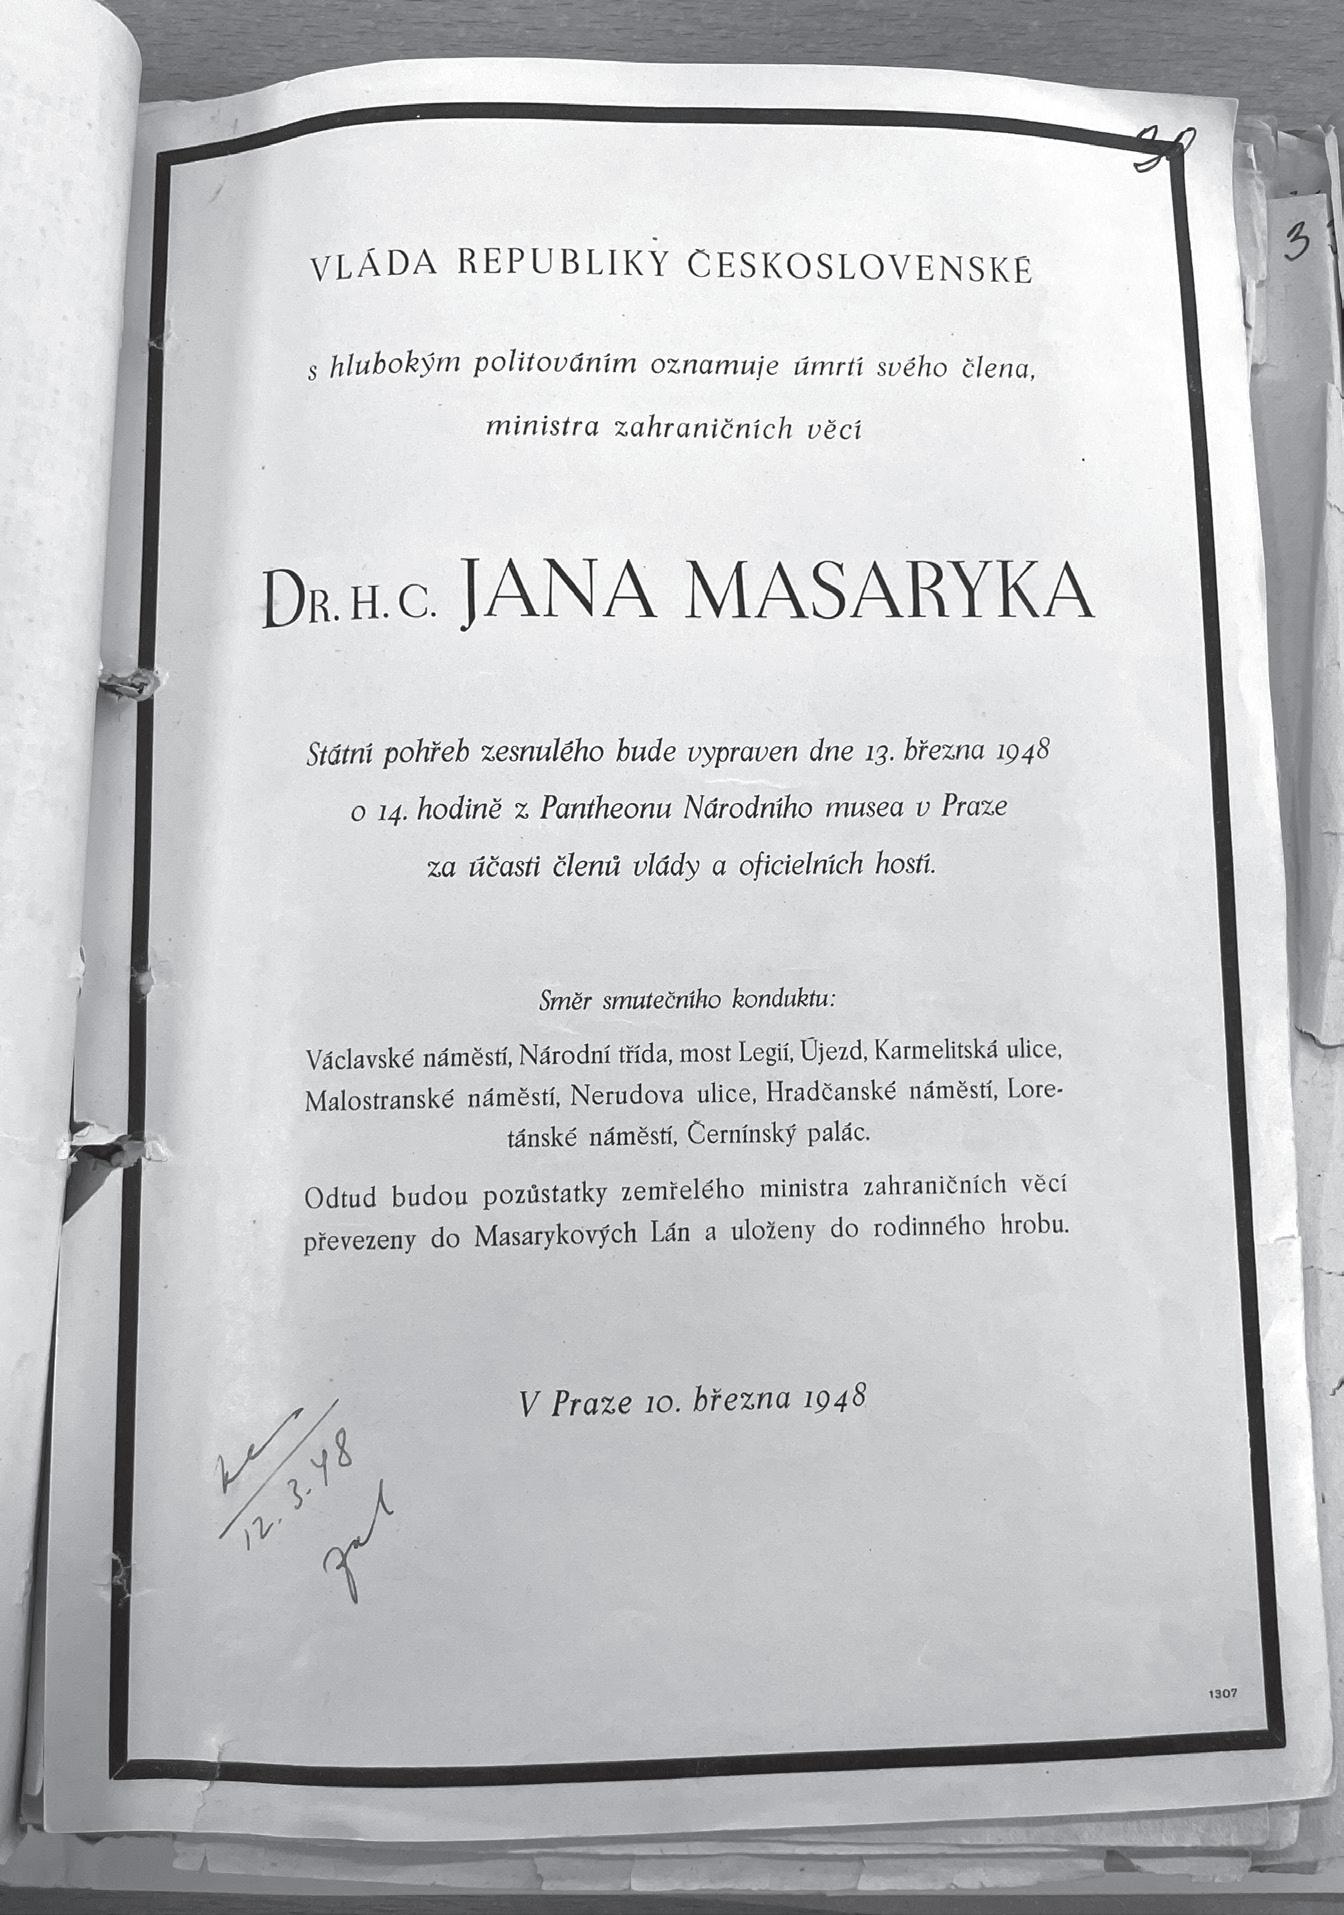 30
3
VLÁDA REPUBLIKY ČESKOSLOVENSKÉ
s hlubokým politováním oznamuje úmrtí svého člena,
ministra zahraničních věcí
DR. H. C. JANA MASARYKA
Státní pohřeb zesnulého bude vypraven dne 13. března 1948
o 14. hodině z Pantheonu Národního musea v Praze
za účasti členů vlády a oficielních hostí.
Směr smutečního konduktu:
Václavské náměstí, Národní třída, most Legií, Újezd, Karmelitská ulice,
Malostranské náměstí, Nerudova ulice, Hradčanské náměstí, Lore-
tánské náměstí, Černínský palác.
Odtud budou pozůstatky zemřelého ministra zahraničních věcí
převezeny do Masarykových Lán a uloženy do rodinného hrobu.
V Praze 10. března 1948
12. 3. 48
1307